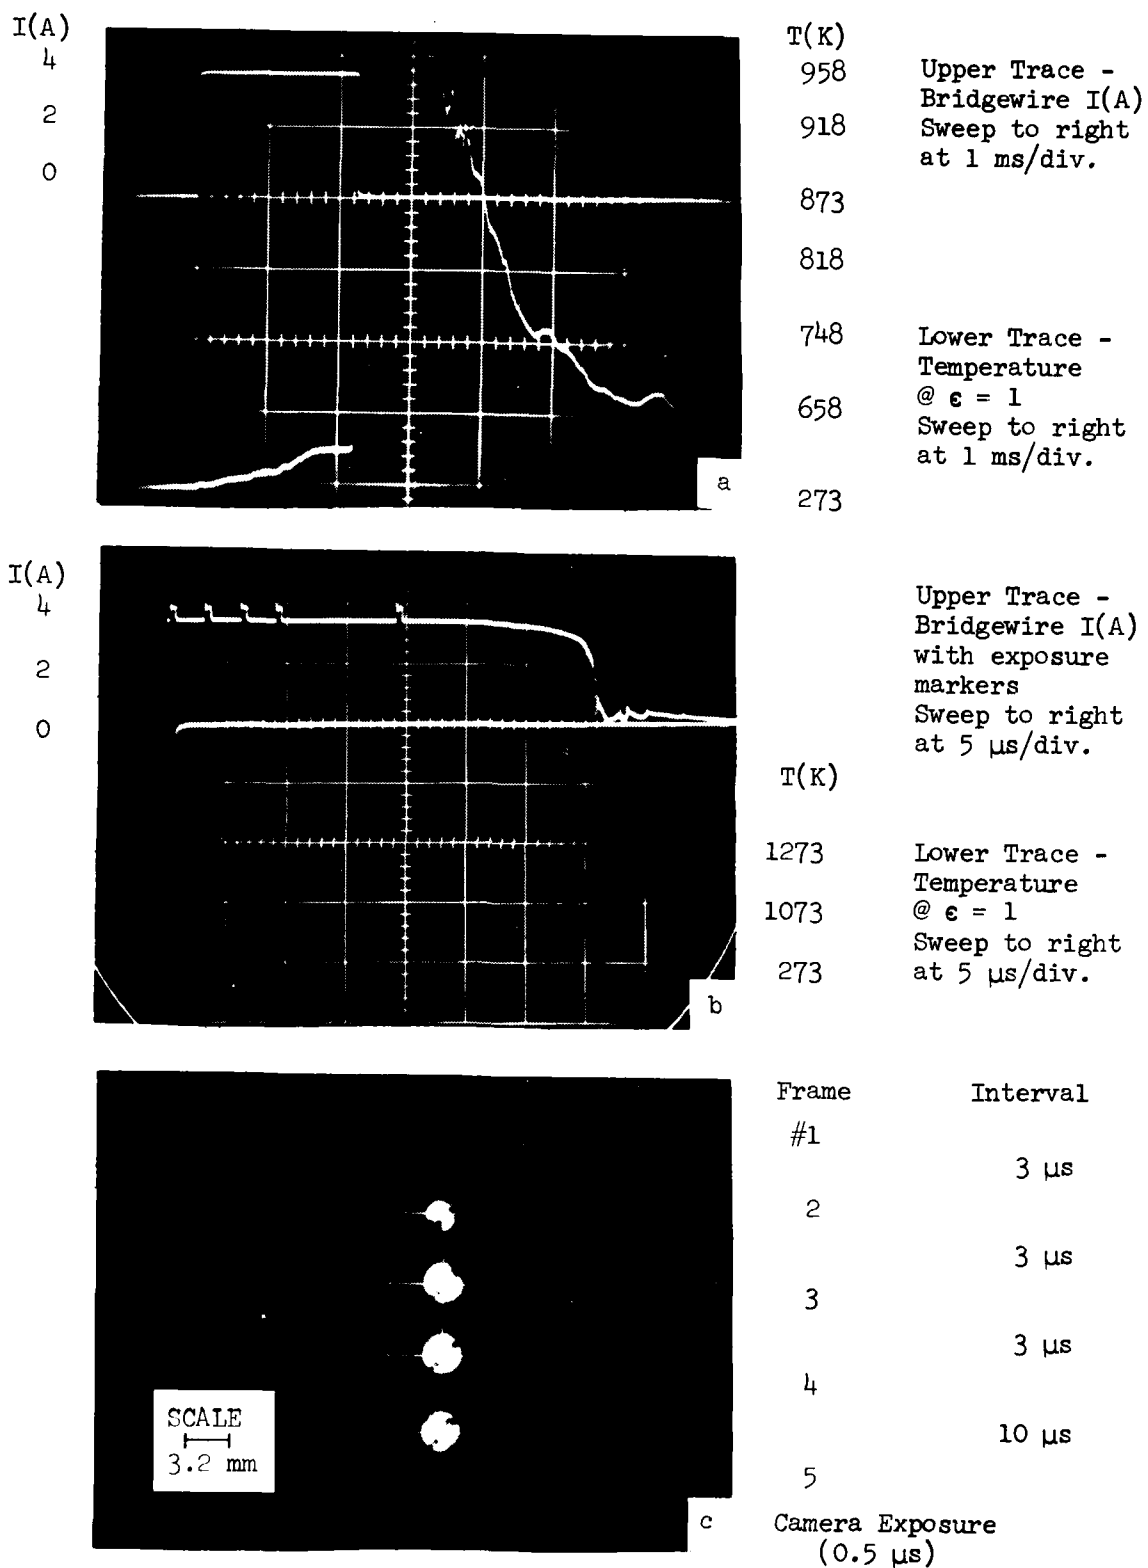 I(A)
4
2
0
T(K)
958
918
873
818
748
658
273
Upper Trace -
Bridgewire I(A)
Sweep to right
at 1 ms/div.
Lower Trace -
Temperature
@ ε = 1
Sweep to right
at 1 ms/div.
a
I(A)
4
2
0
T(K)
1273
1073
273
Upper Trace -
Bridgewire I(A)
with exposure
markers
Sweep to right
at 5 μs/div.
Lower Trace -
Temperature
@ ε = 1
Sweep to right
at 5 μs/div.
b
Frame Interval
#1
3 μs
2
3 μs
3
3 μs
4
10 μs
5
SCALE
3.2 mm
c
Camera Exposure
(0.5 μs)